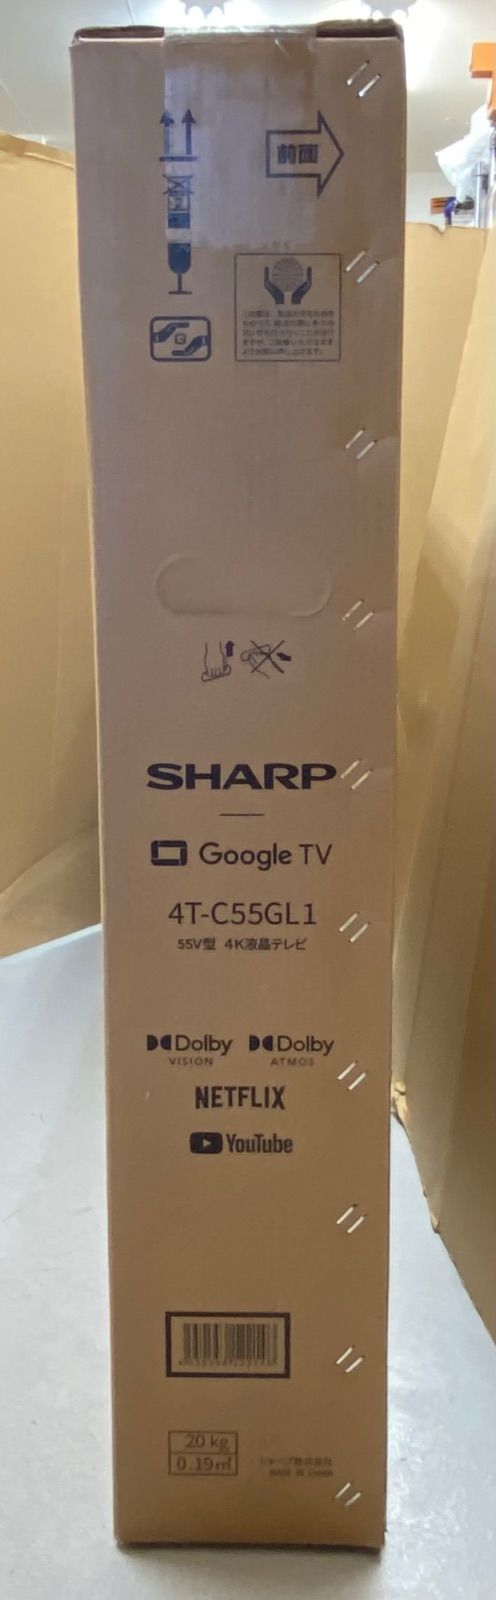 前面
SHARP
Google TV
4T-C55GL1
55V型 4K液晶テレビ
Dolby Dolby
VISION ATMOS
NETFLIX
YouTube
20 kg
0.19㎥
シャープ株式会社
MADE IN CHINA